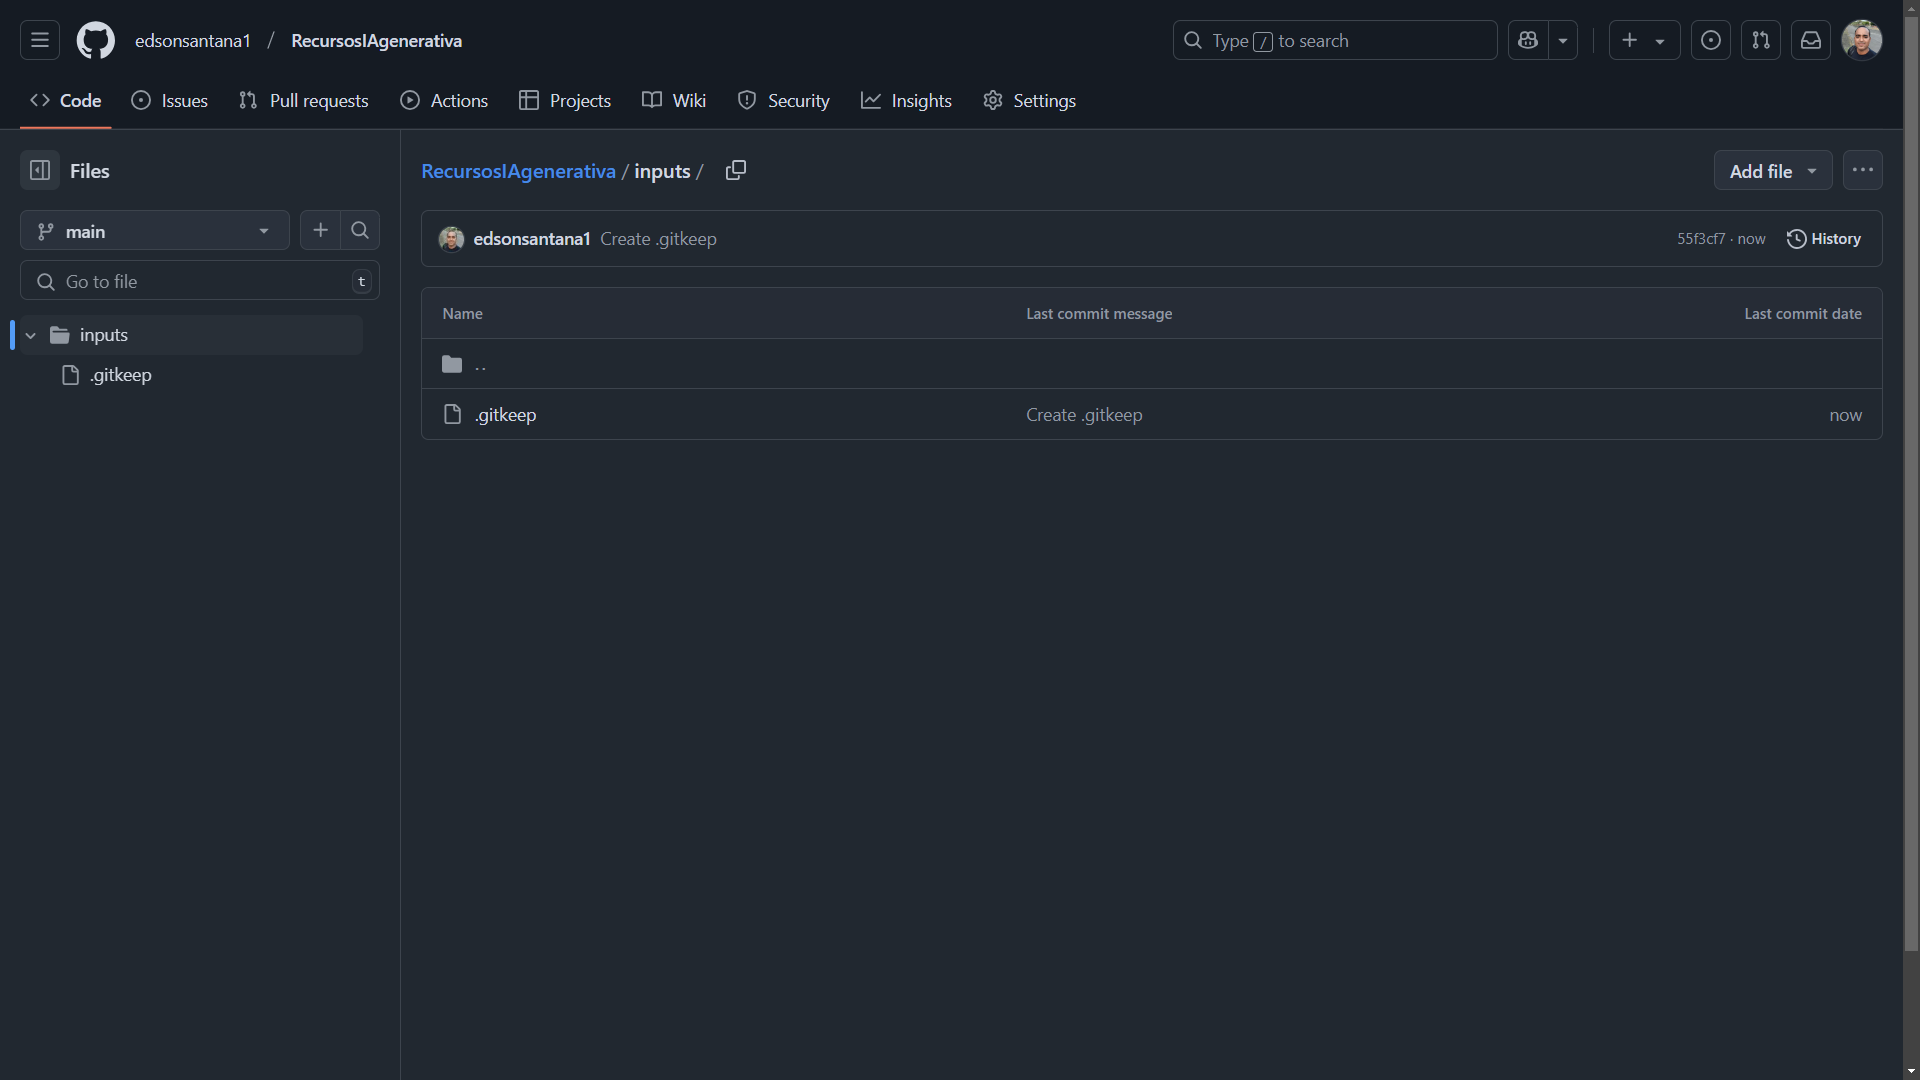 edsonsantana1 / RecursosIAgenerativa
Type / to search
Code Issues Pull requests Actions Projects Wiki Security Insights Settings
Files
main
Go to file t
inputs
.gitkeep
RecursosIAgenerativa / inputs /
Add file
edsonsantana1 Create .gitkeep 55f3cf7 · now History
Name Last commit message Last commit date
..
.gitkeep Create .gitkeep now